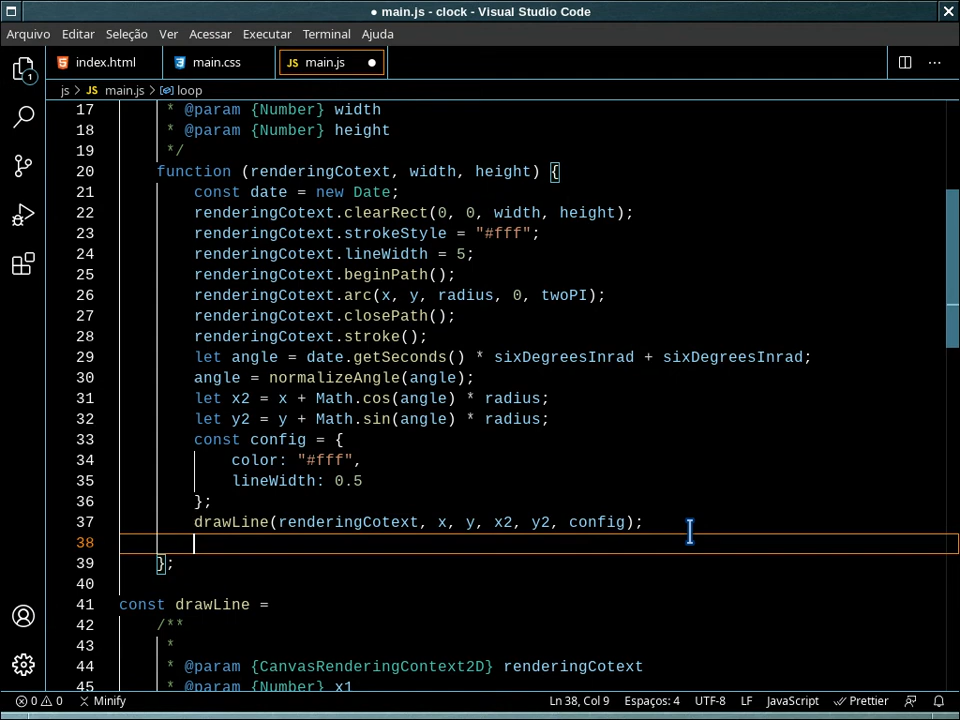 ● main.js - clock - Visual Studio Code
Arquivo Editar Seleção Ver Acessar Executar Terminal Ajuda
index.html main.css JS main.js ●
js > JS main.js > loop
17 * @param {Number} width
18 * @param {Number} height
19 */
20 function (renderingCotext, width, height) {
21 const date = new Date;
22 renderingCotext.clearRect(0, 0, width, height);
23 renderingCotext.strokeStyle = "#fff";
24 renderingCotext.lineWidth = 5;
25 renderingCotext.beginPath();
26 renderingCotext.arc(x, y, radius, 0, twoPI);
27 renderingCotext.closePath();
28 renderingCotext.stroke();
29 let angle = date.getSeconds() * sixDegreesInrad + sixDegreesInrad;
30 angle = normalizeAngle(angle);
31 let x2 = x + Math.cos(angle) * radius;
32 let y2 = y + Math.sin(angle) * radius;
33 const config = {
34 color: "#fff",
35 lineWidth: 0.5
36 };
37 drawLine(renderingCotext, x, y, x2, y2, config);
38
39 };
40
41 const drawLine =
42 /**
43 *
44 * @param {CanvasRenderingContext2D} renderingCotext
45 * @param {Number} x1
1
0 0 Minify Ln 38, Col 9 Espaços: 4 UTF-8 LF JavaScript Prettier